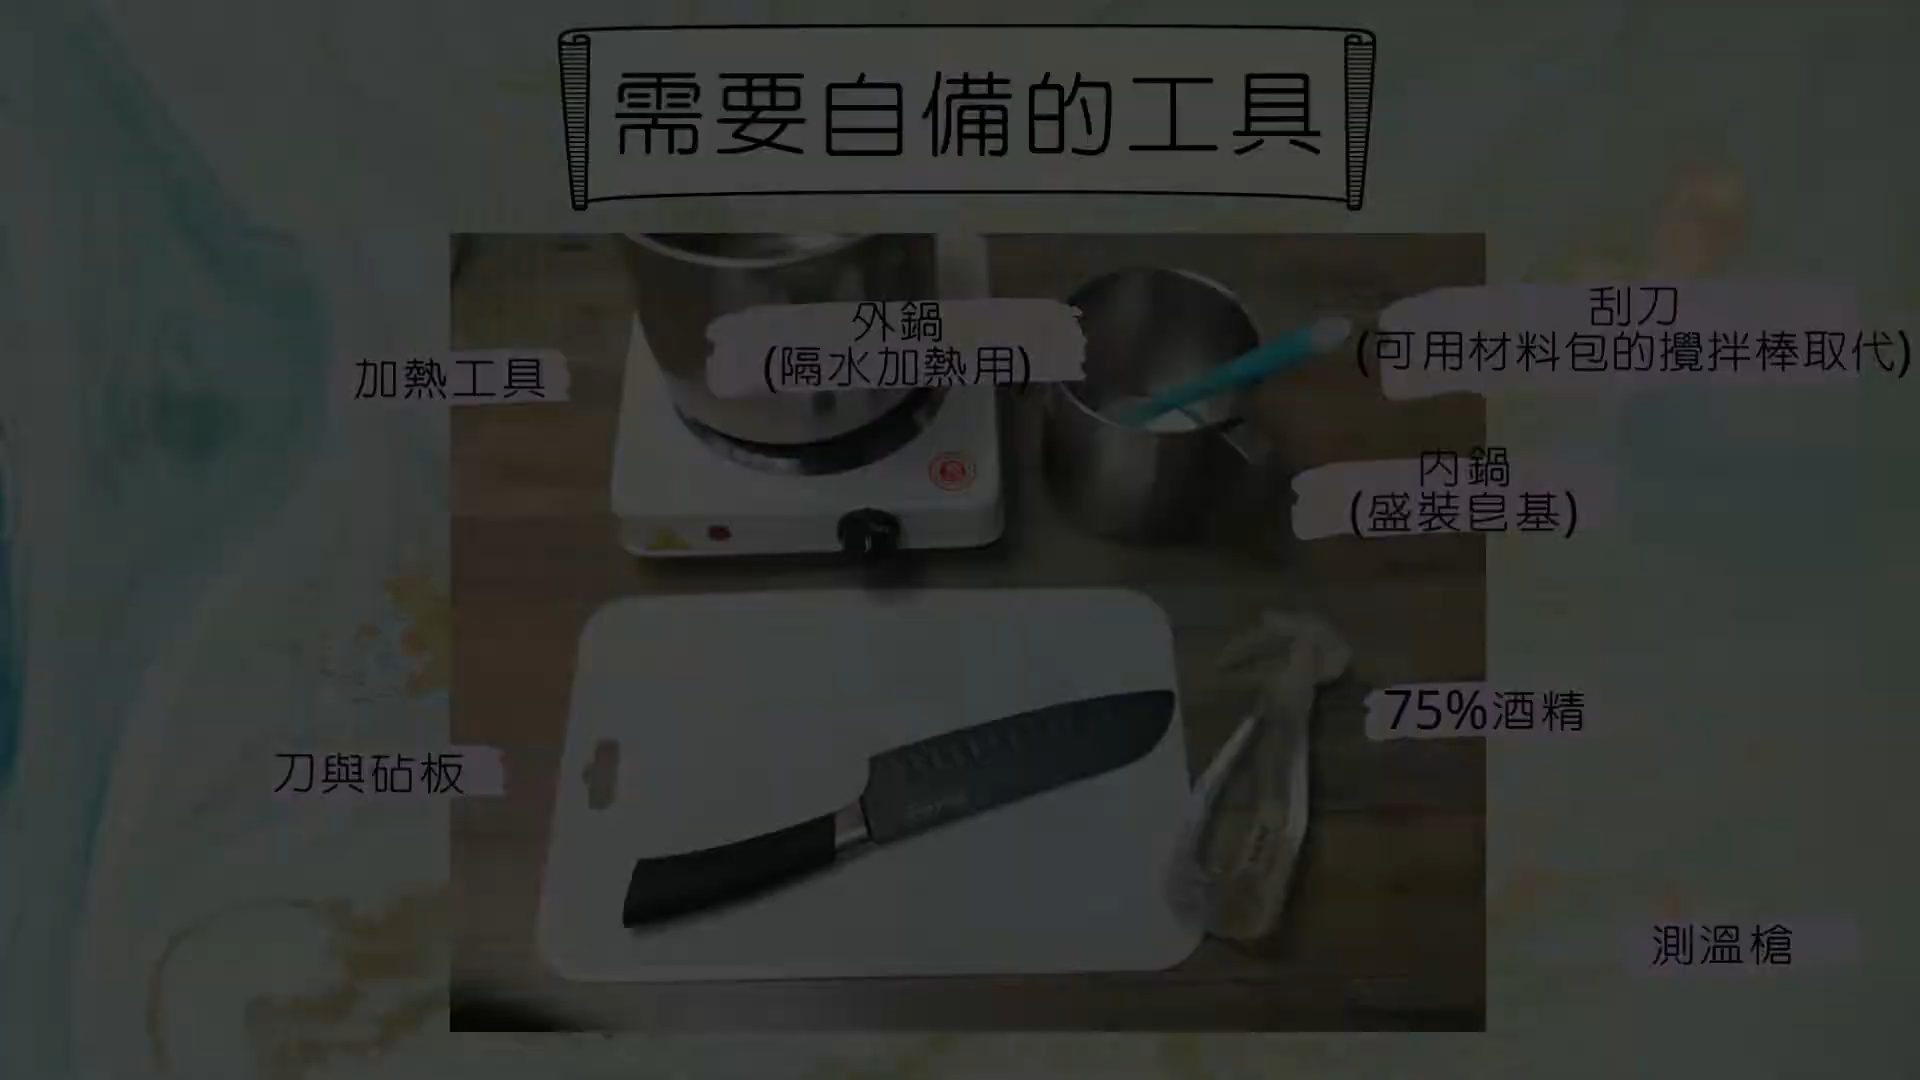 需要自備的工具
加熱工具
外鍋
(隔水加熱用)
刮刀
(可用材料包的攪拌棒取代)
內鍋
(盛裝皂基)
75%酒精
刀與砧板
測溫槍